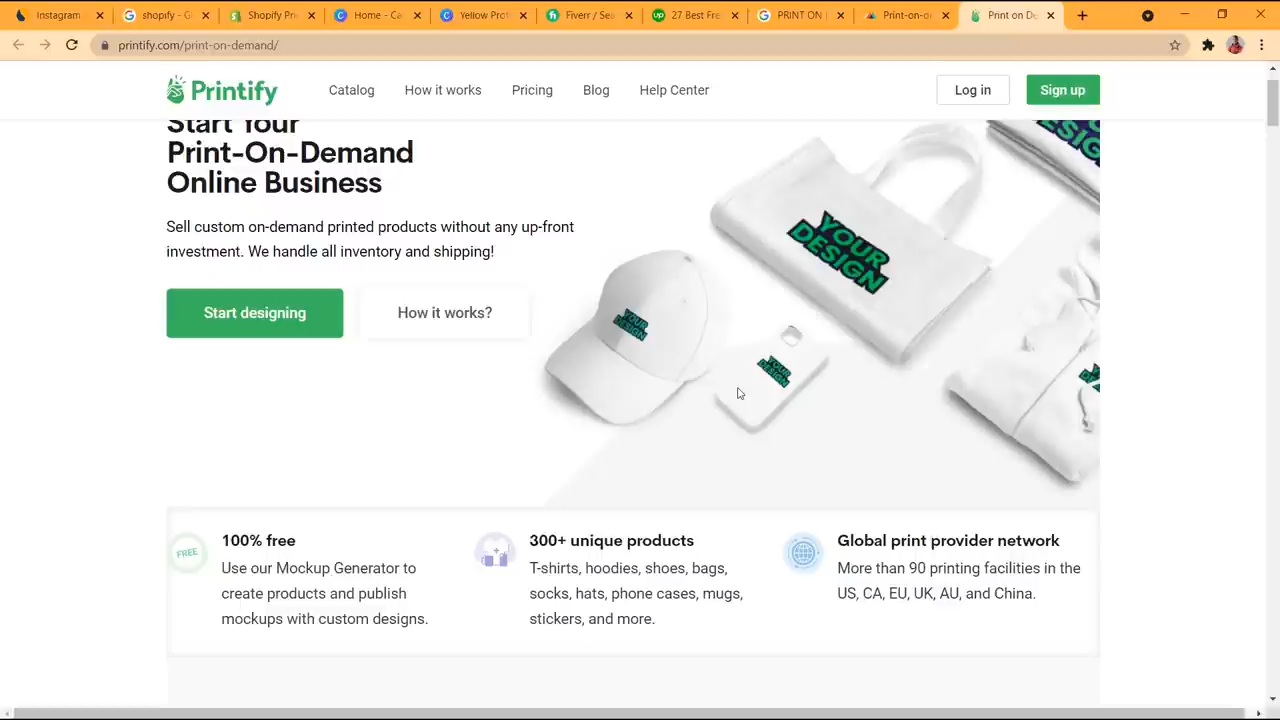 Instagram
shopify - G
Shopify Pri
Home - Ca
Yellow Prof
Fiverr / Sea
27 Best Fre
PRINT ON
Print-on-d
Print on De
printify.com/print-on-demand/
Printify
Catalog
How it works
Pricing
Blog
Help Center
Log in
Sign up
Start Your
Print-On-Demand
Online Business
Sell custom on-demand printed products without any up-front
investment. We handle all inventory and shipping!
Start designing
How it works?
YOUR
DESIGN
YOUR
DESIGN
YOUR
DESIGN
FREE
100% free
Use our Mockup Generator to
create products and publish
mockups with custom designs.
300+ unique products
T-shirts, hoodies, shoes, bags,
socks, hats, phone cases, mugs,
stickers, and more.
Global print provider network
More than 90 printing facilities in the
US, CA, EU, UK, AU, and China.